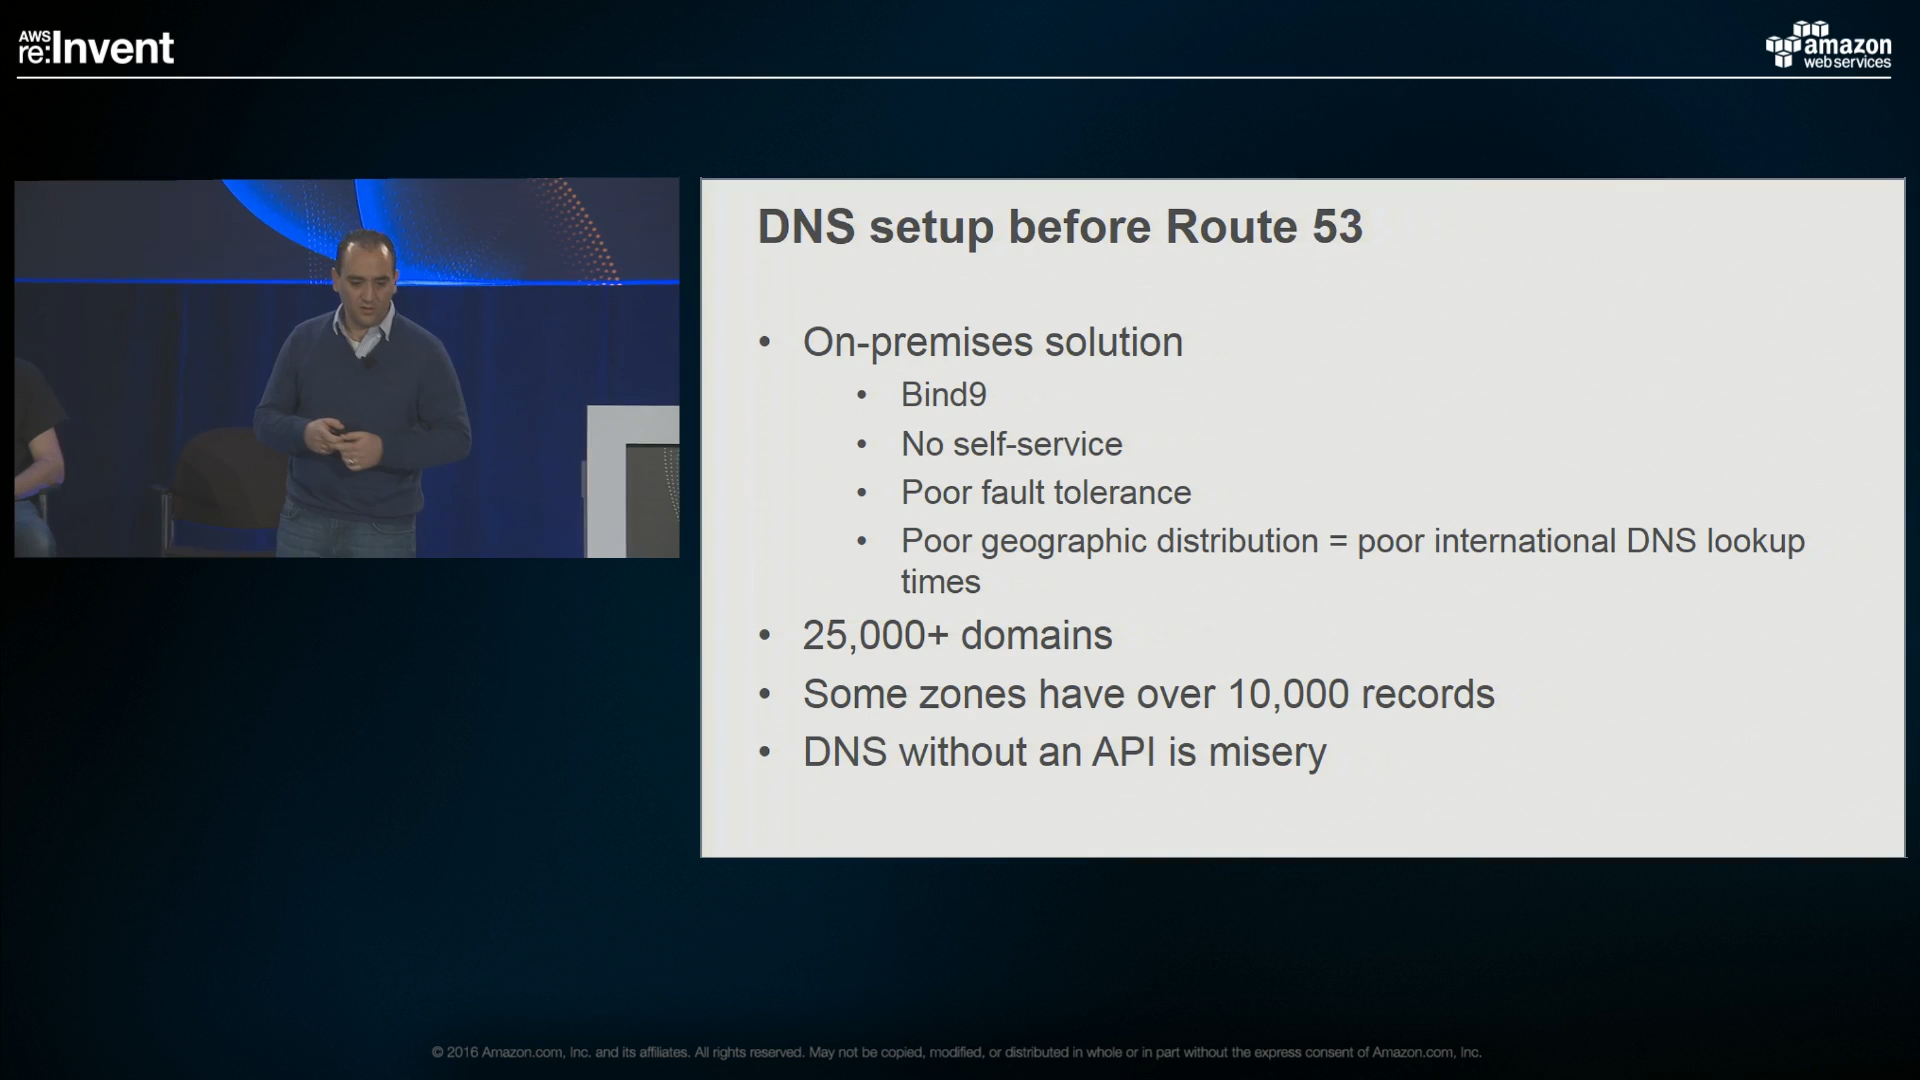 AWS
re:Invent
amazon
web services
DNS setup before Route 53
• On-premises solution
• Bind9
• No self-service
• Poor fault tolerance
• Poor geographic distribution = poor international DNS lookup
times
• 25,000+ domains
• Some zones have over 10,000 records
• DNS without an API is misery
© 2016 Amazon.com, Inc. and its affiliates. All rights reserved. May not be copied, modified, or distributed in whole or in part without the express consent of Amazon.com, Inc.